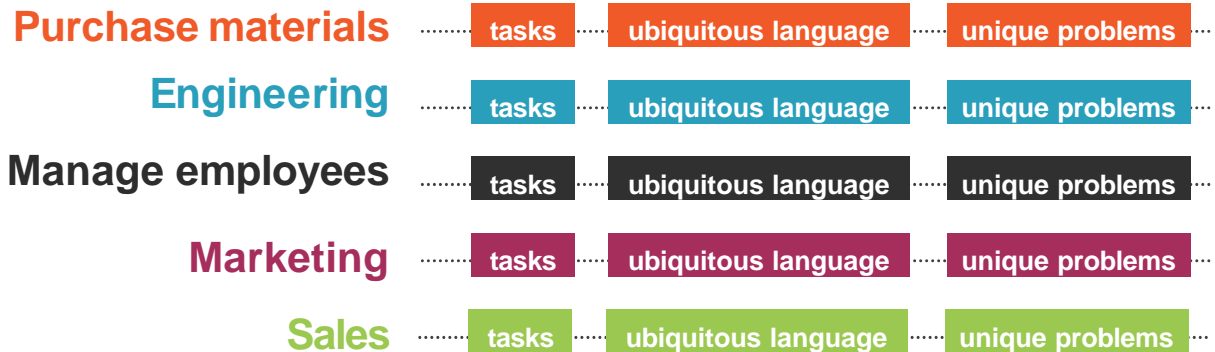 Purchase materials tasks ubiquitous language unique problems
Engineering tasks ubiquitous language unique problems
Manage employees tasks ubiquitous language unique problems
Marketing tasks ubiquitous language unique problems
Sales tasks ubiquitous language unique problems